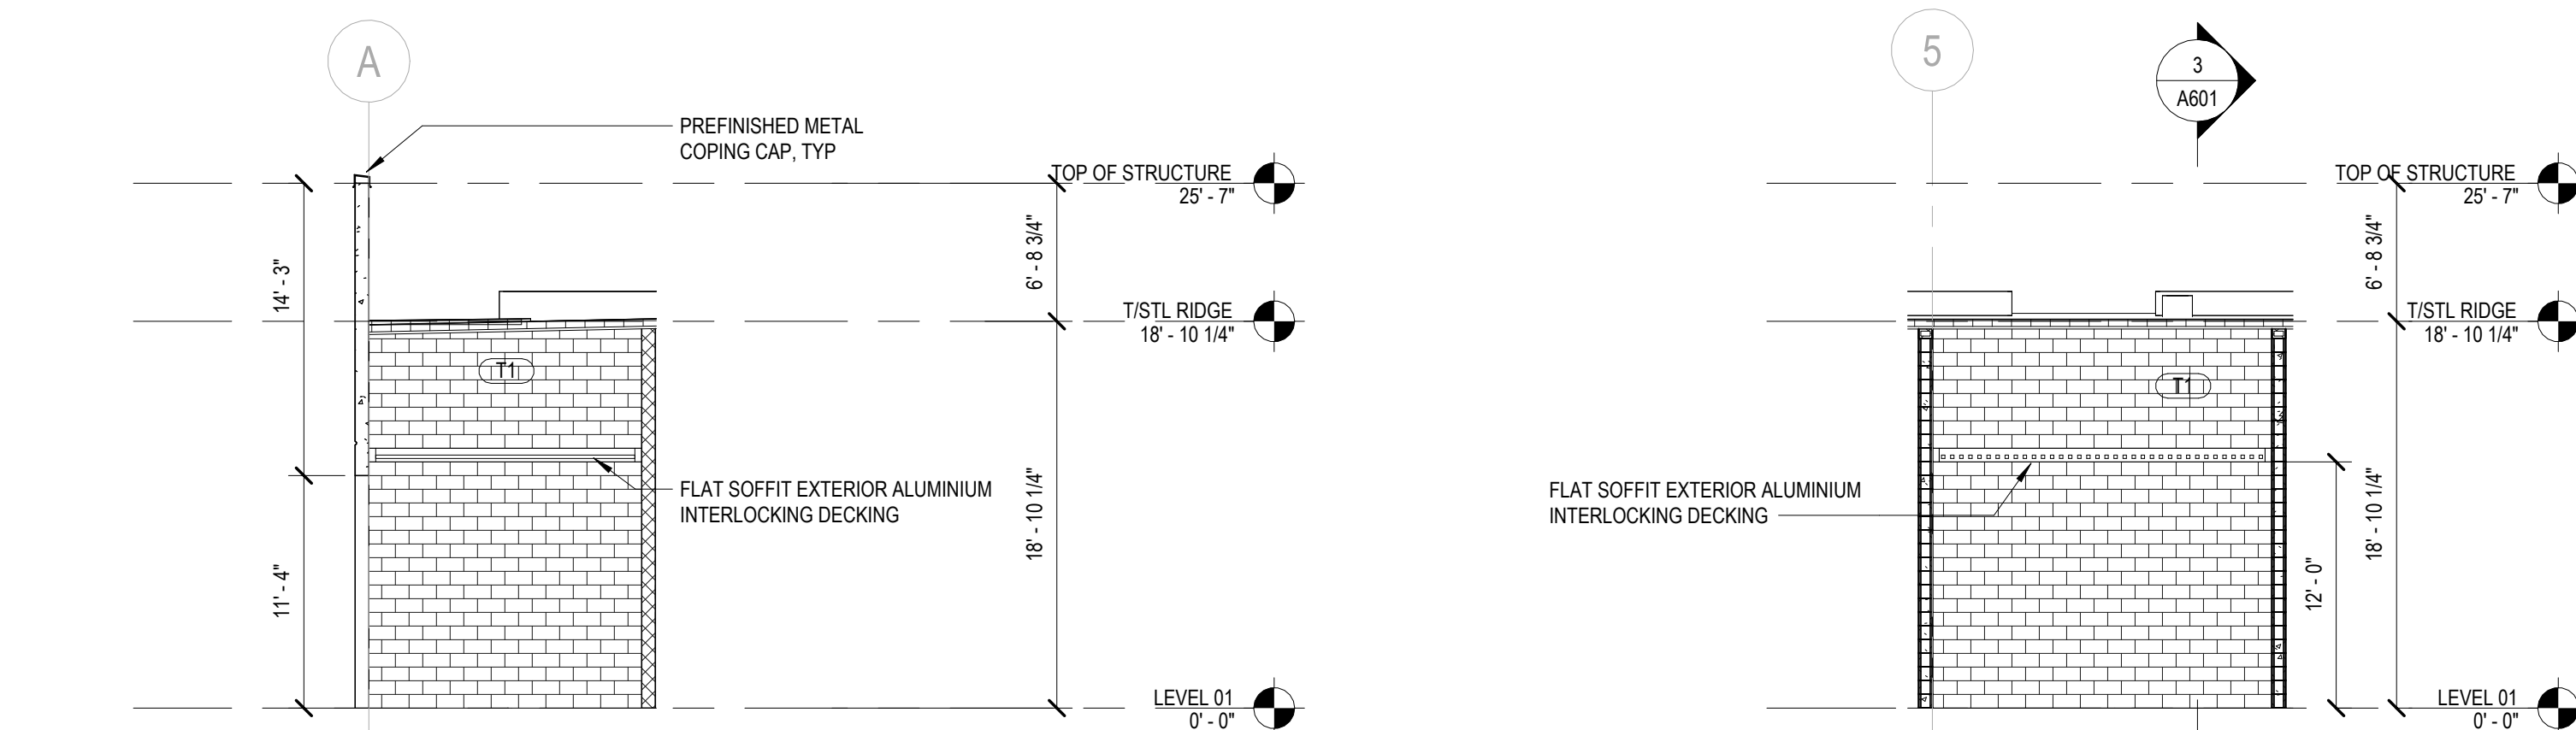 A
PREFINISHED METAL
COPING CAP, TYP
TOP OF STRUCTURE
25' - 7"
14' - 3"
6' - 8 3/4"
T/STL RIDGE
18' - 10 1/4"
T1
FLAT SOFFIT EXTERIOR ALUMINIUM
INTERLOCKING DECKING
18' - 10 1/4"
11' - 4"
LEVEL 01
0' - 0"
5
3
A601
TOP OF STRUCTURE
25' - 7"
6' - 8 3/4"
T/STL RIDGE
18' - 10 1/4"
T1
FLAT SOFFIT EXTERIOR ALUMINIUM
INTERLOCKING DECKING
18' - 10 1/4"
12' - 0"
LEVEL 01
0' - 0"